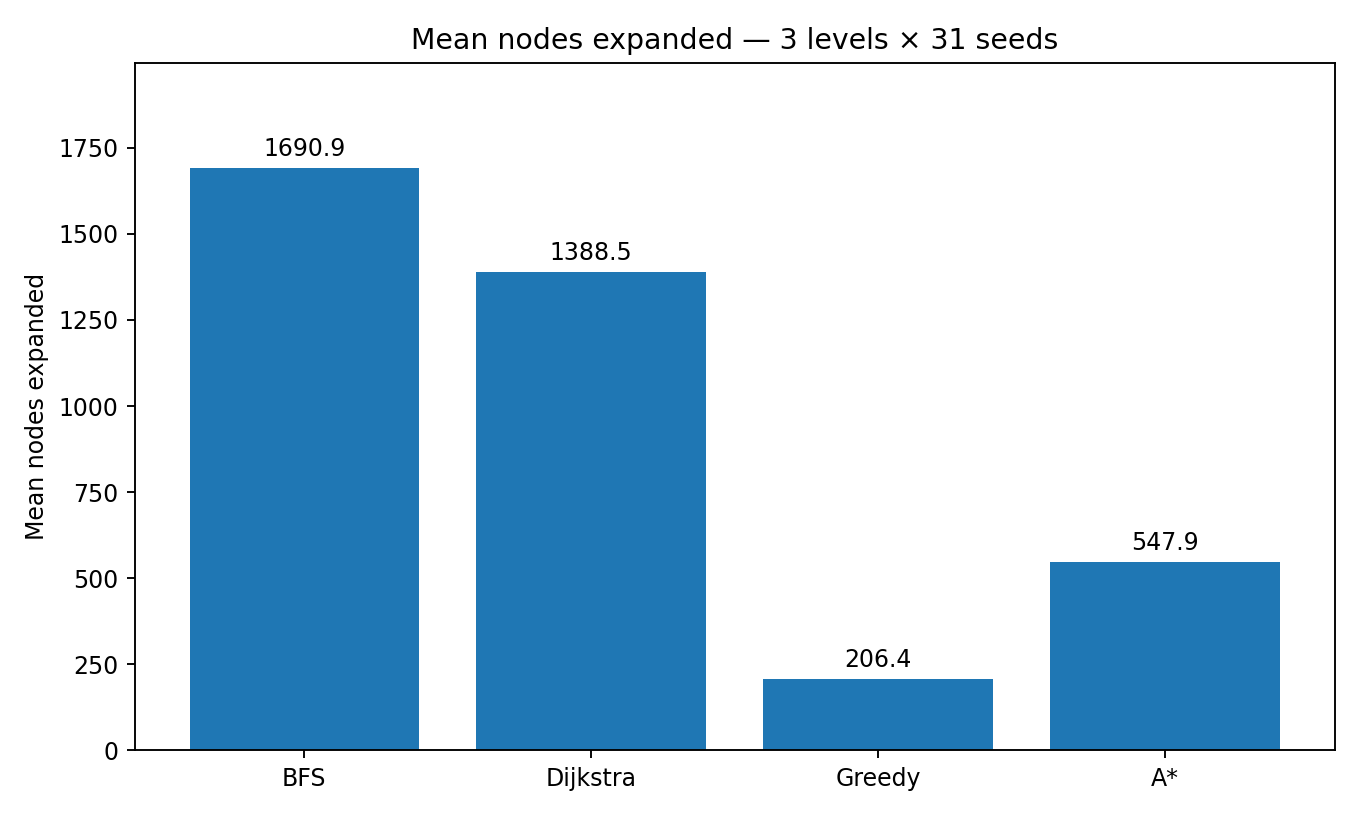 Mean nodes expanded — 3 levels × 31 seeds
Mean nodes expanded
1750
1500
1250
1000
750
500
250
0
1690.9
1388.5
206.4
547.9
BFS
Dijkstra
Greedy
A*